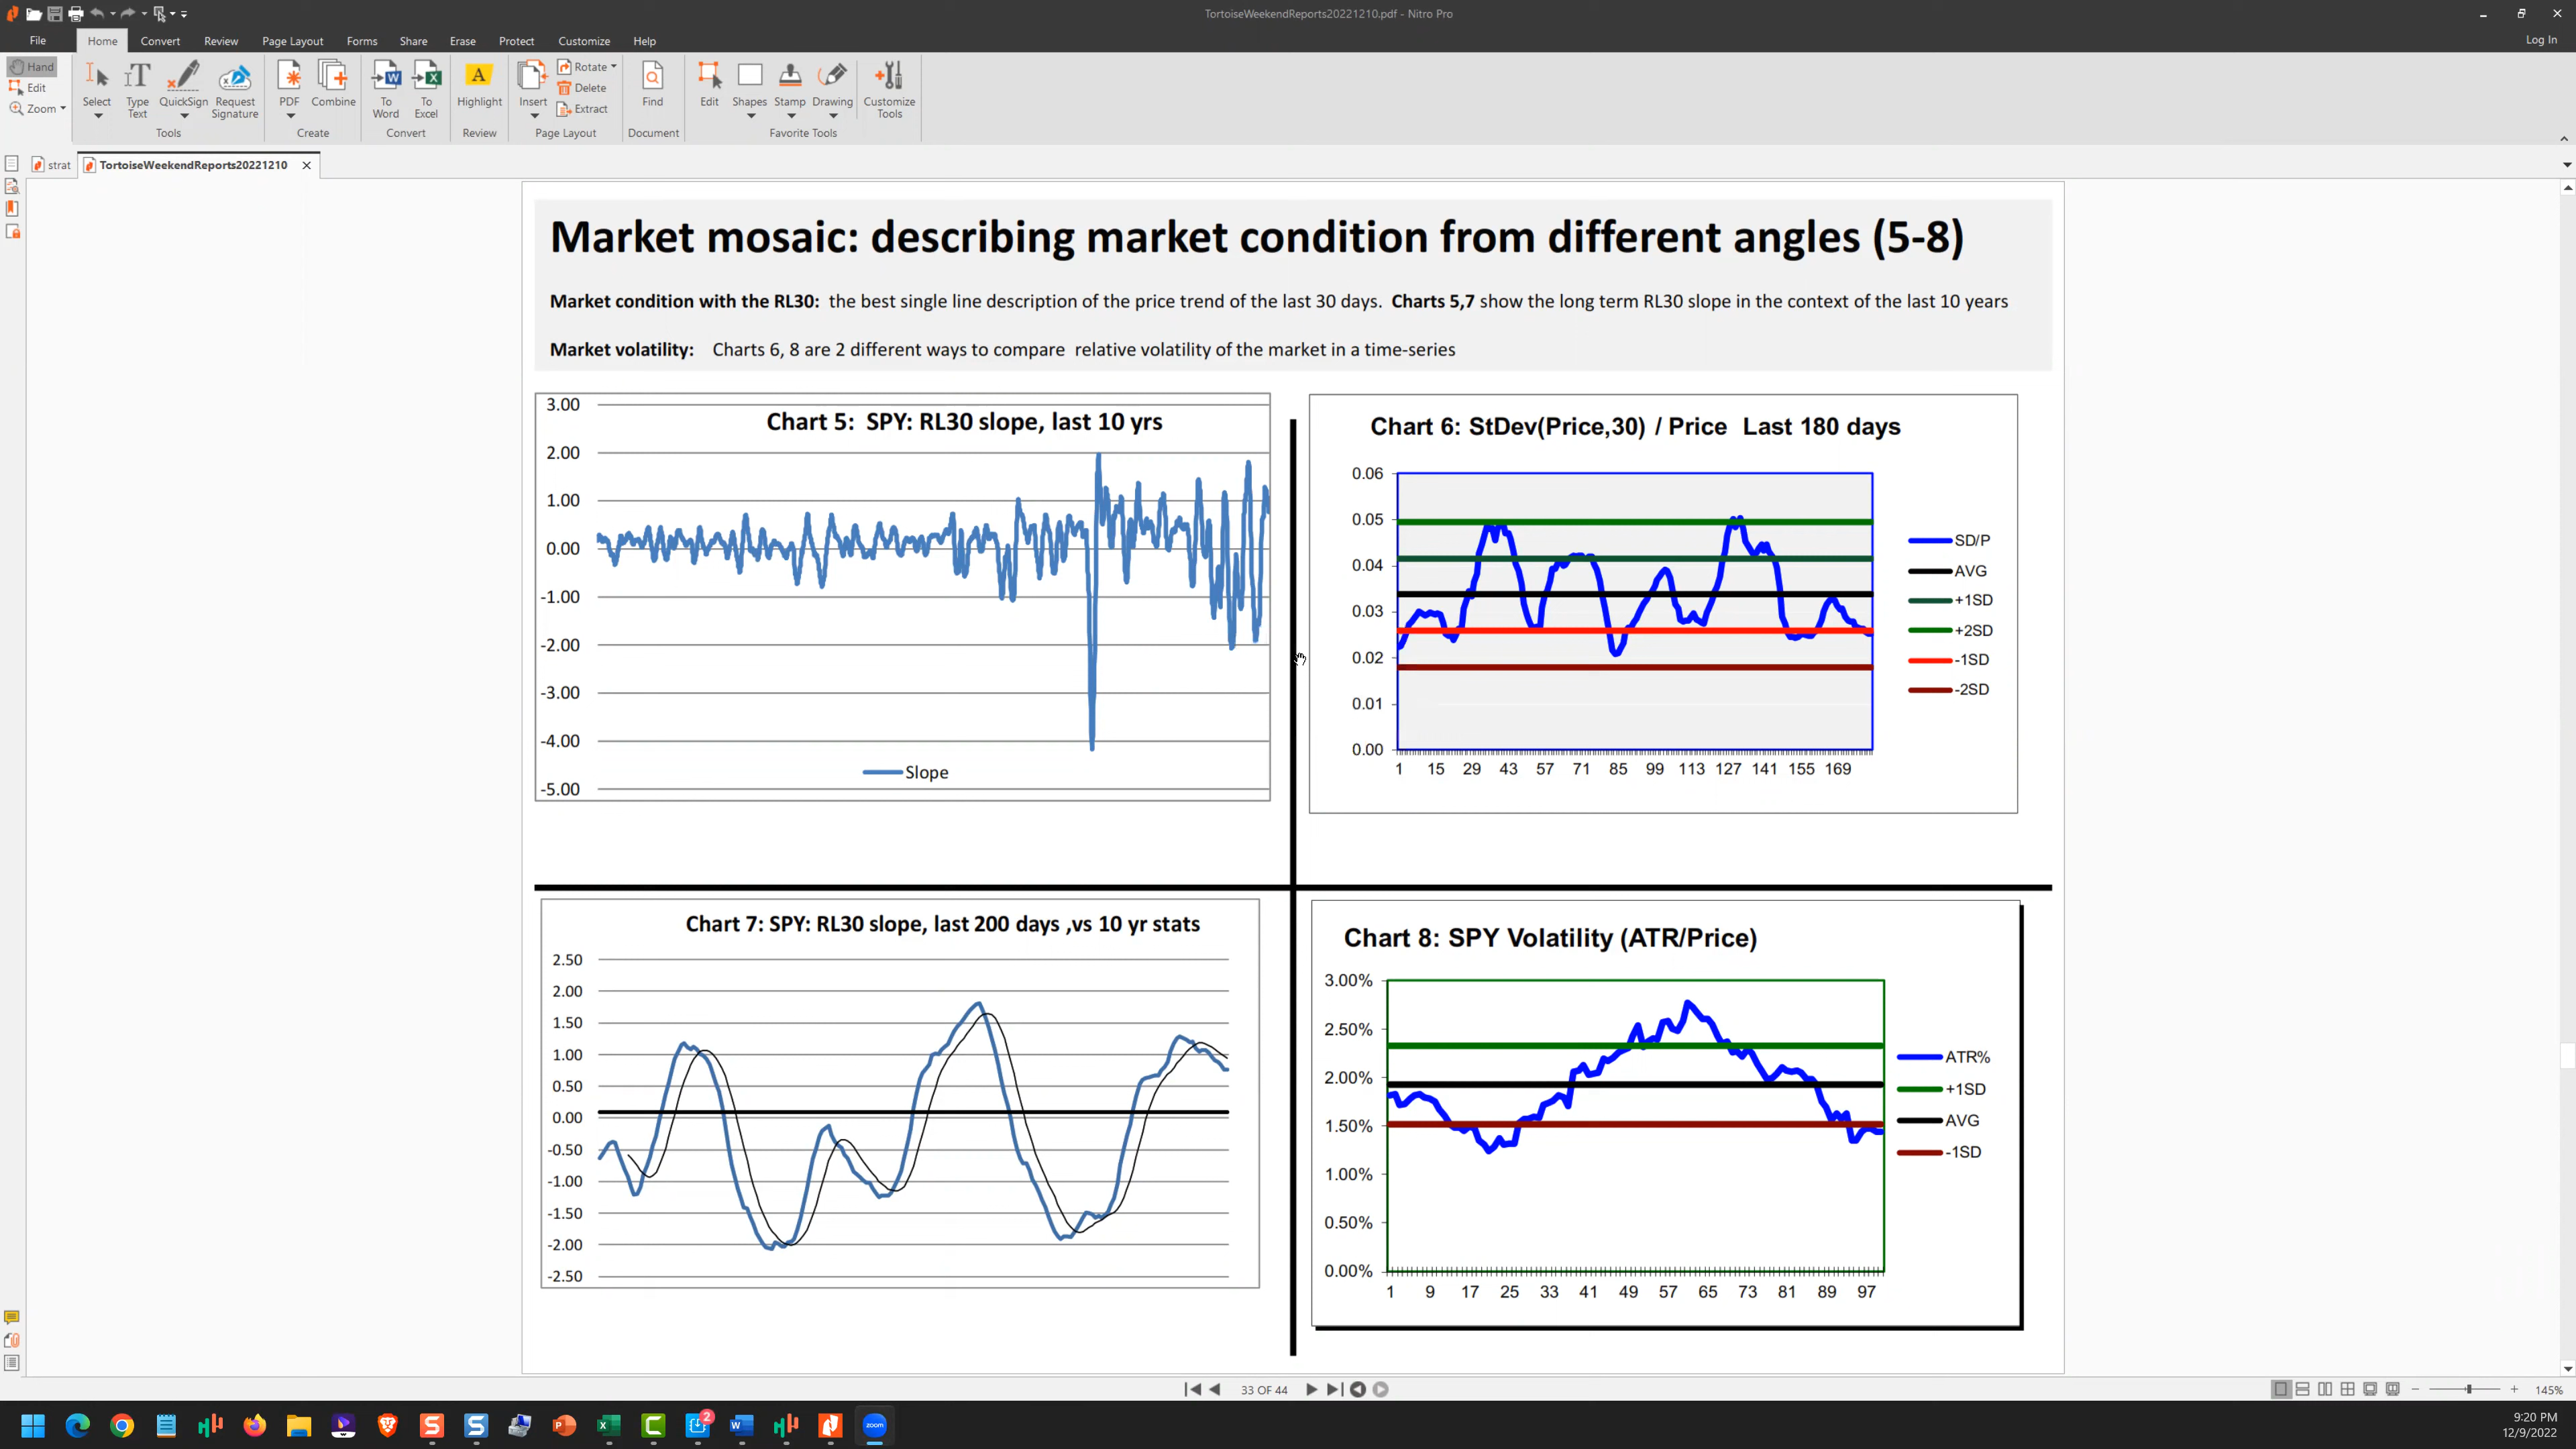 TortoiseWeekendReports20221210.pdf - Nitro Pro
File Home Convert Review Page Layout Forms Share Erase Protect Customize Help Log In
Hand
Edit
Zoom
Select
Type Text
QuickSign
Request Signature
Tools
PDF
Combine
Create
To Word
To Excel
Convert
Highlight
Review
Insert
Rotate
Delete
Extract
Page Layout
Find
Document
Edit
Shapes
Stamp
Drawing
Customize Tools
Favorite Tools
strat
TortoiseWeekendReports20221210
Market mosaic: describing market condition from different angles (5-8)
Market condition with the RL30: the best single line description of the price trend of the last 30 days. Charts 5,7 show the long term RL30 slope in the context of the last 10 years
Market volatility: Charts 6, 8 are 2 different ways to compare relative volatility of the market in a time-series
Chart 5: SPY: RL30 slope, last 10 yrs
3.00
2.00
1.00
0.00
-1.00
-2.00
-3.00
-4.00
-5.00
Slope
Chart 6: StDev(Price,30) / Price Last 180 days
0.06
0.05
0.04
0.03
0.02
0.01
0.00
1 15 29 43 57 71 85 99 113 127 141 155 169
SD/P
AVG
+1SD
+2SD
-1SD
-2SD
Chart 7: SPY: RL30 slope, last 200 days ,vs 10 yr stats
2.50
2.00
1.50
1.00
0.50
0.00
-0.50
-1.00
-1.50
-2.00
-2.50
Chart 8: SPY Volatility (ATR/Price)
3.00%
2.50%
2.00%
1.50%
1.00%
0.50%
0.00%
1 9 17 25 33 41 49 57 65 73 81 89 97
ATR%
+1SD
AVG
-1SD
33 OF 44
145%
2
zoom
9:20 PM
12/9/2022